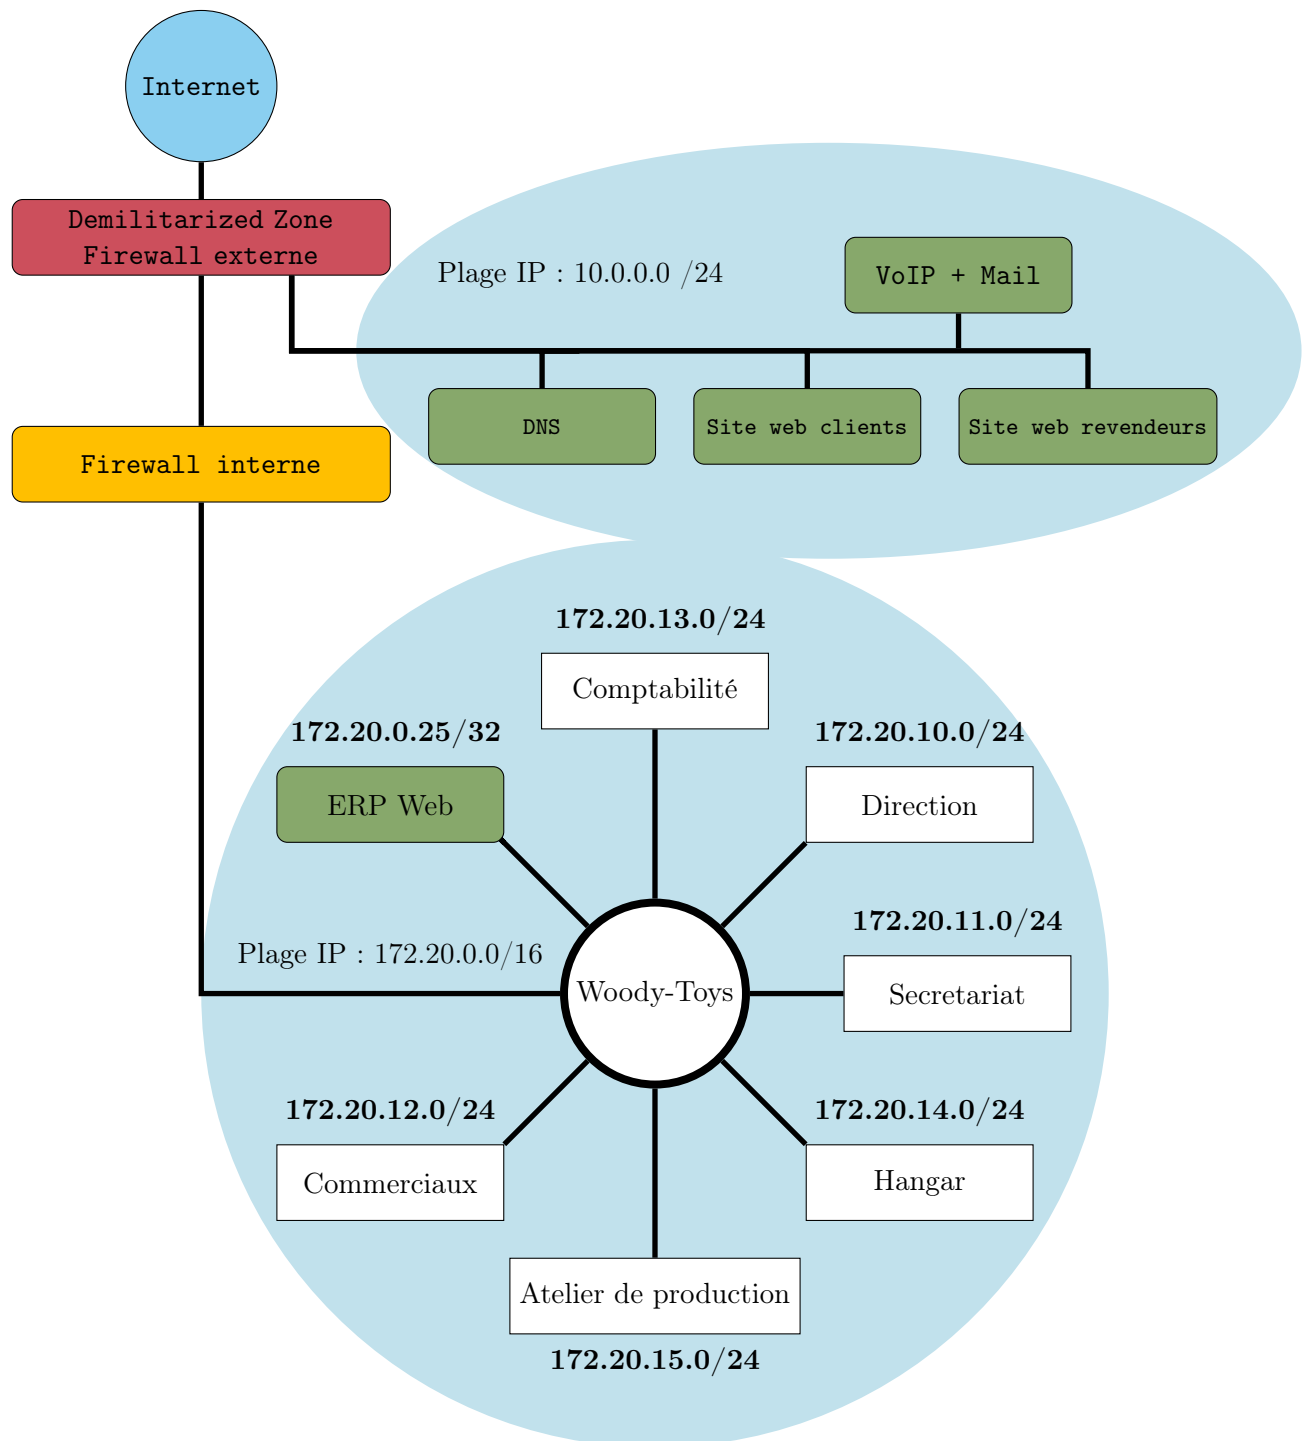 Internet
Demilitarized Zone
Firewall externe
Plage IP : 10.0.0.0 /24
VoIP + Mail
DNS
Site web clients
Site web revendeurs
Firewall interne
172.20.13.0/24
Comptabilité
172.20.0.25/32
ERP Web
172.20.10.0/24
Direction
172.20.11.0/24
Secretariat
Plage IP : 172.20.0.0/16
Woody-Toys
172.20.12.0/24
Commerciaux
172.20.14.0/24
Hangar
Atelier de production
172.20.15.0/24